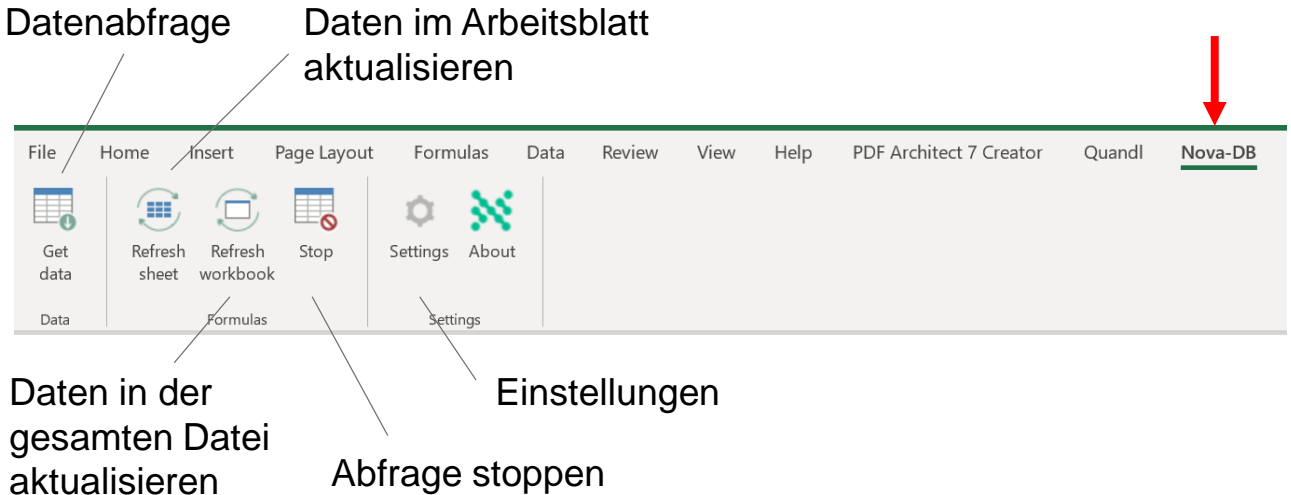 Datenabfrage
Daten im Arbeitsblatt
aktualisieren
File Home Insert Page Layout Formulas Data Review View Help PDF Architect 7 Creator Quandl Nova-DB
Get
data
Refresh
sheet
Refresh
workbook
Stop
Settings
About
Data
Formulas
Settings
Daten in der
gesamten Datei
aktualisieren
Abfrage stoppen
Einstellungen